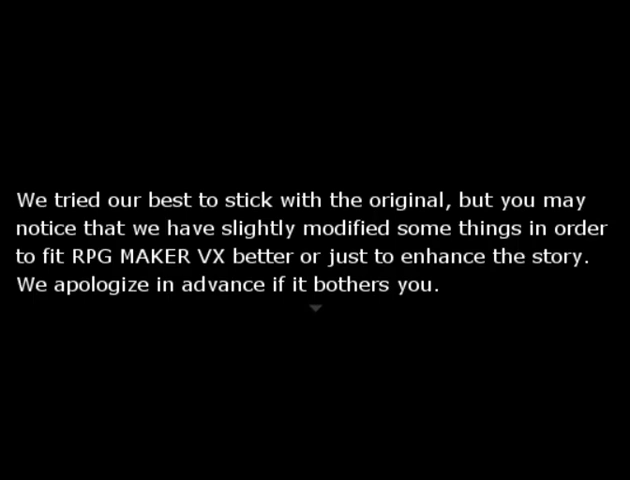 We tried our best to stick with the original, but you may
notice that we have slightly modified some things in order
to fit RPG MAKER VX better or just to enhance the story.
We apologize in advance if it bothers you.